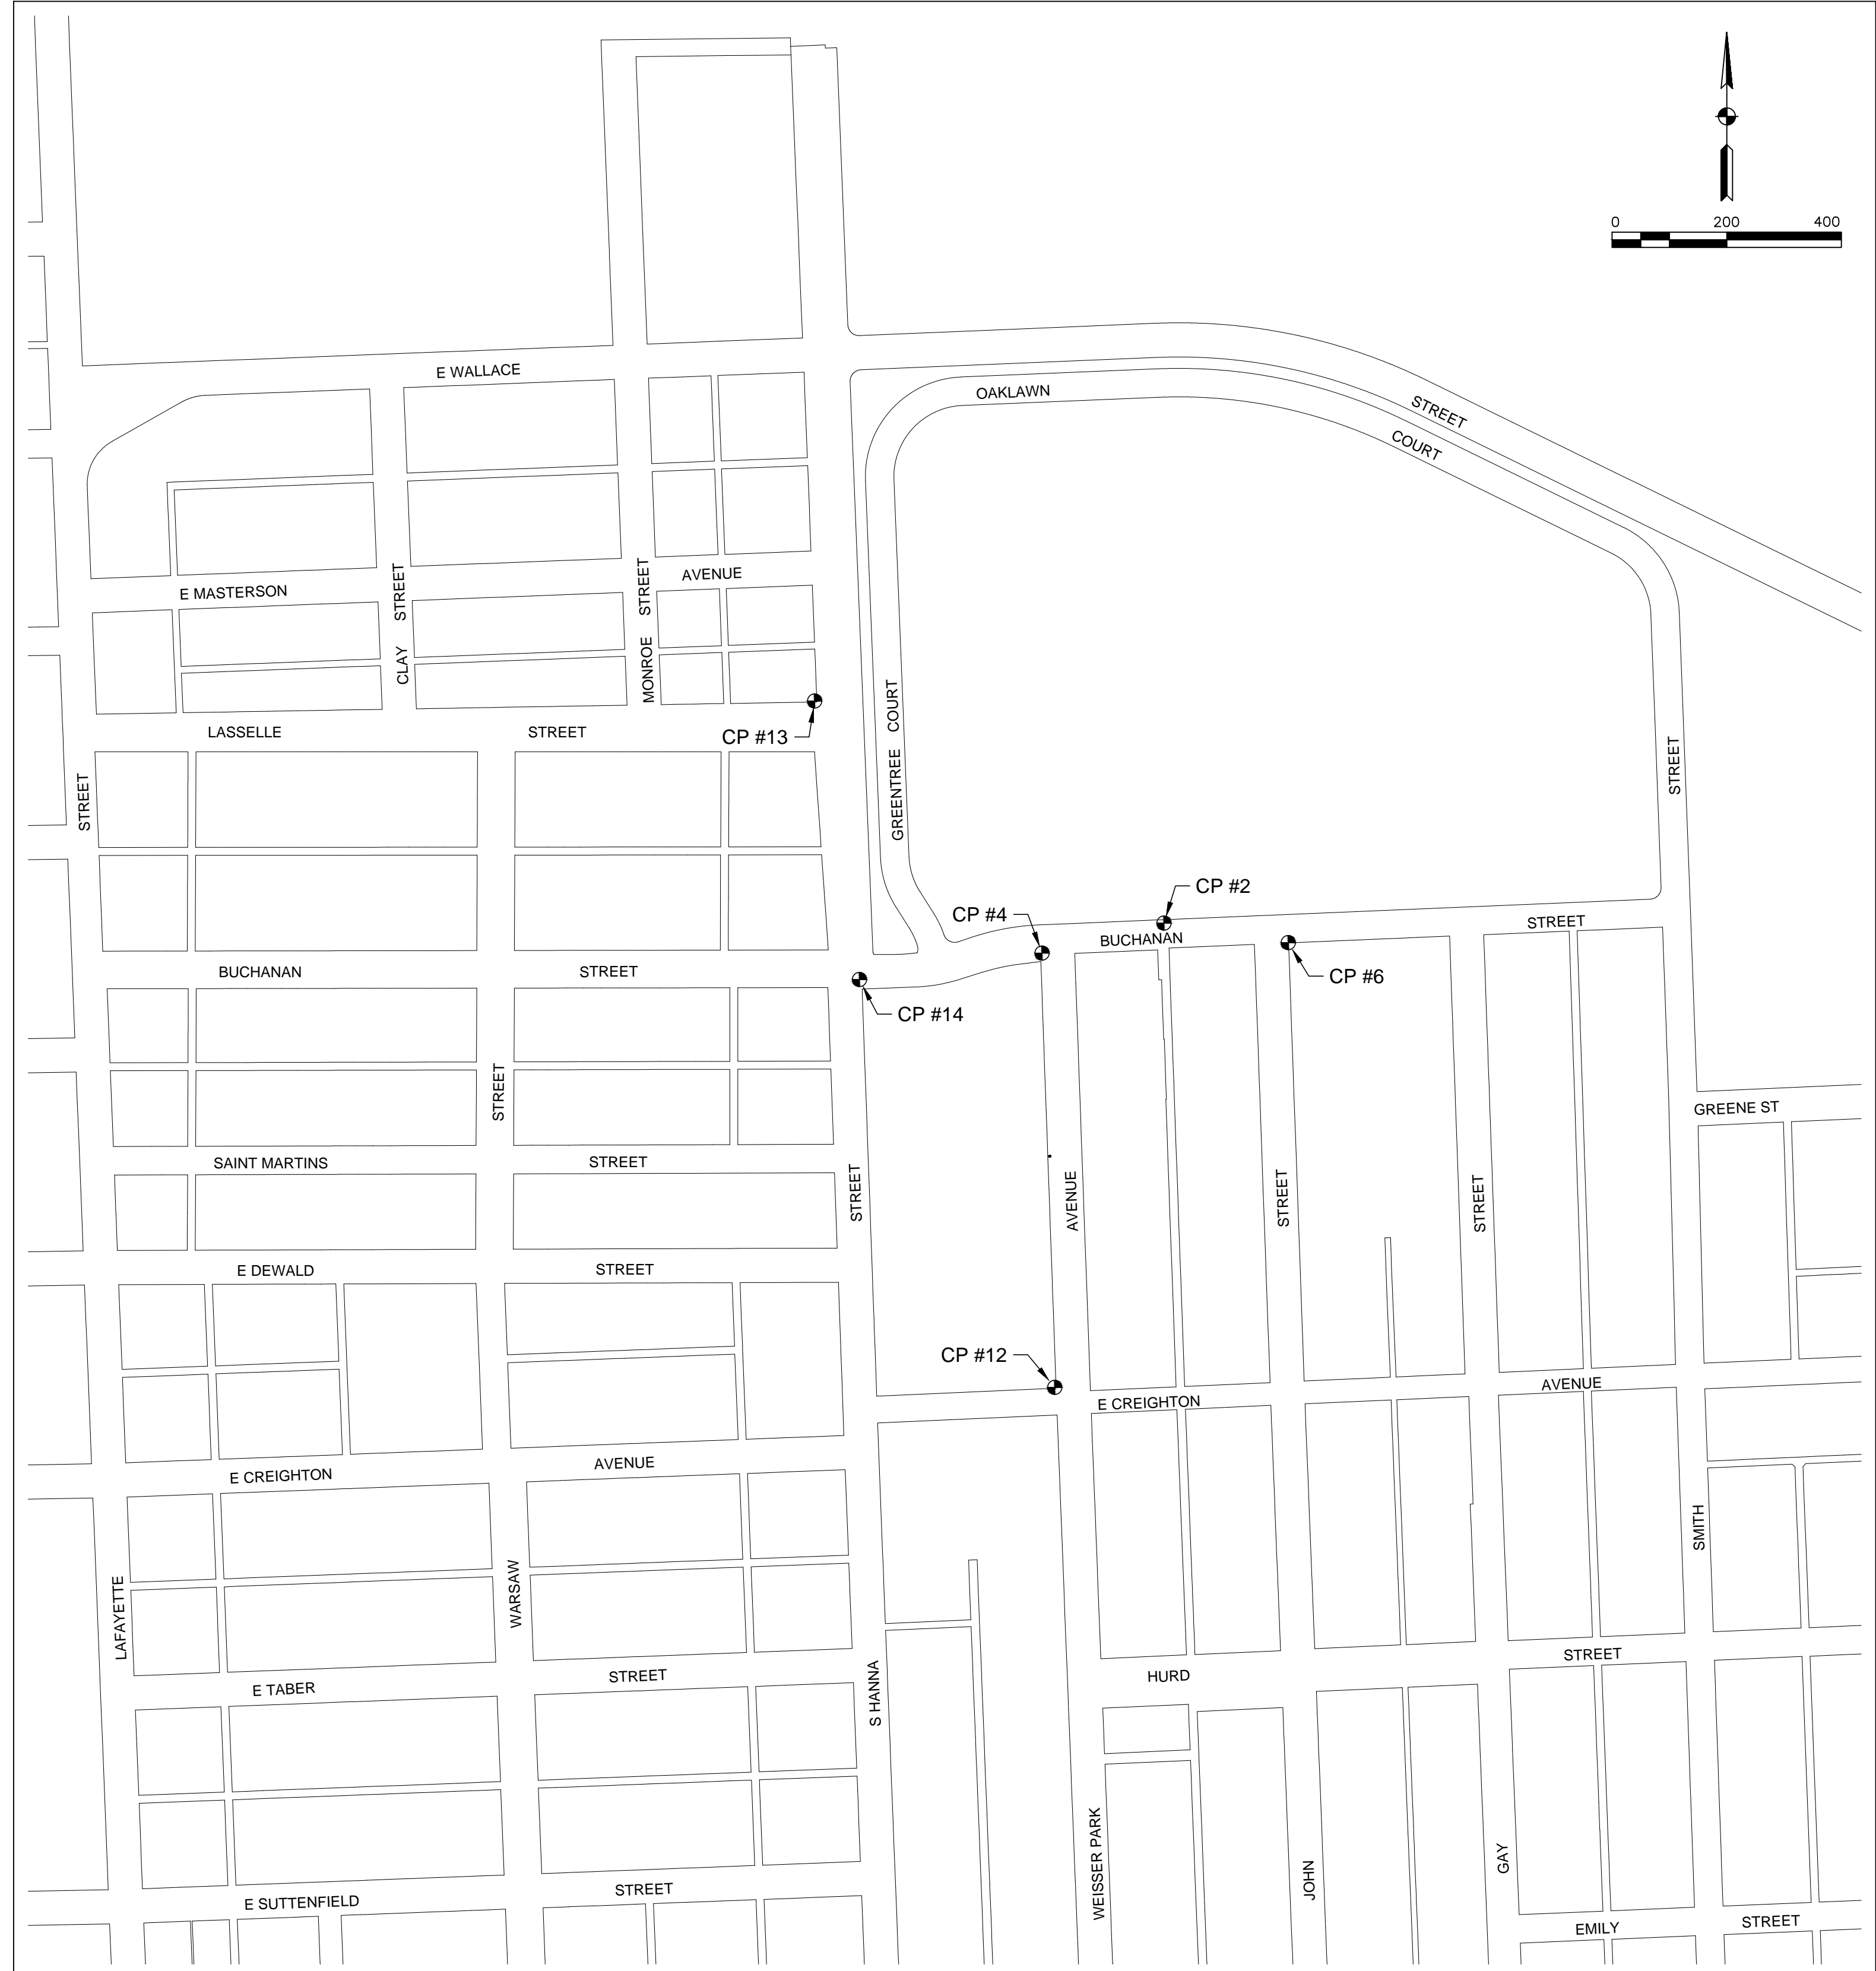 0 200 400
E WALLACE
STREET
OAKLAWN
COURT
E MASTERSON
AVENUE
CLAY STREET
MONROE STREET
GREENTREE COURT
CP #13
LASSELLE
STREET
STREET
STREET
CP #2
CP #4
BUCHANAN
STREET
CP #6
BUCHANAN
STREET
CP #14
STREET
GREENE ST
SAINT MARTINS
STREET
STREET
AVENUE
STREET
STREET
E DEWALD
STREET
CP #12
E CREIGHTON
AVENUE
E CREIGHTON
AVENUE
SMITH
LAFAYETTE
WARSAW
HURD
STREET
E TABER
STREET
S HANNA
WEISSER PARK
JOHN
GAY
E SUTTENFIELD
STREET
EMILY
STREET